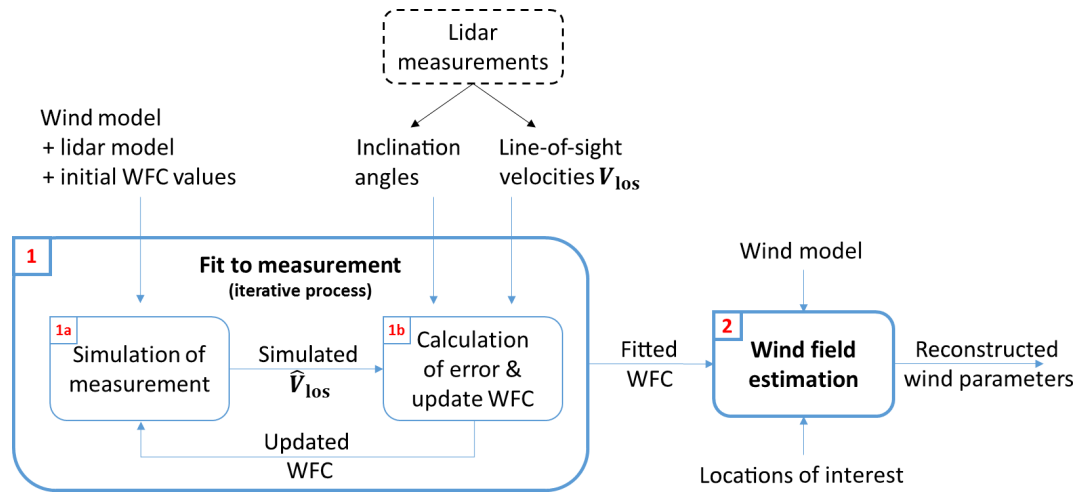 Lidar
measurements
Wind model
+ lidar model
+ initial WFC values
Inclination
angles
Line-of-sight
velocities V_los
1
Fit to measurement
(iterative process)
1a
Simulation of
measurement
Simulated
V̂_los
1b
Calculation
of error &
update WFC
Updated
WFC
Fitted
WFC
Wind model
2
Wind field
estimation
Reconstructed
wind parameters
Locations of interest